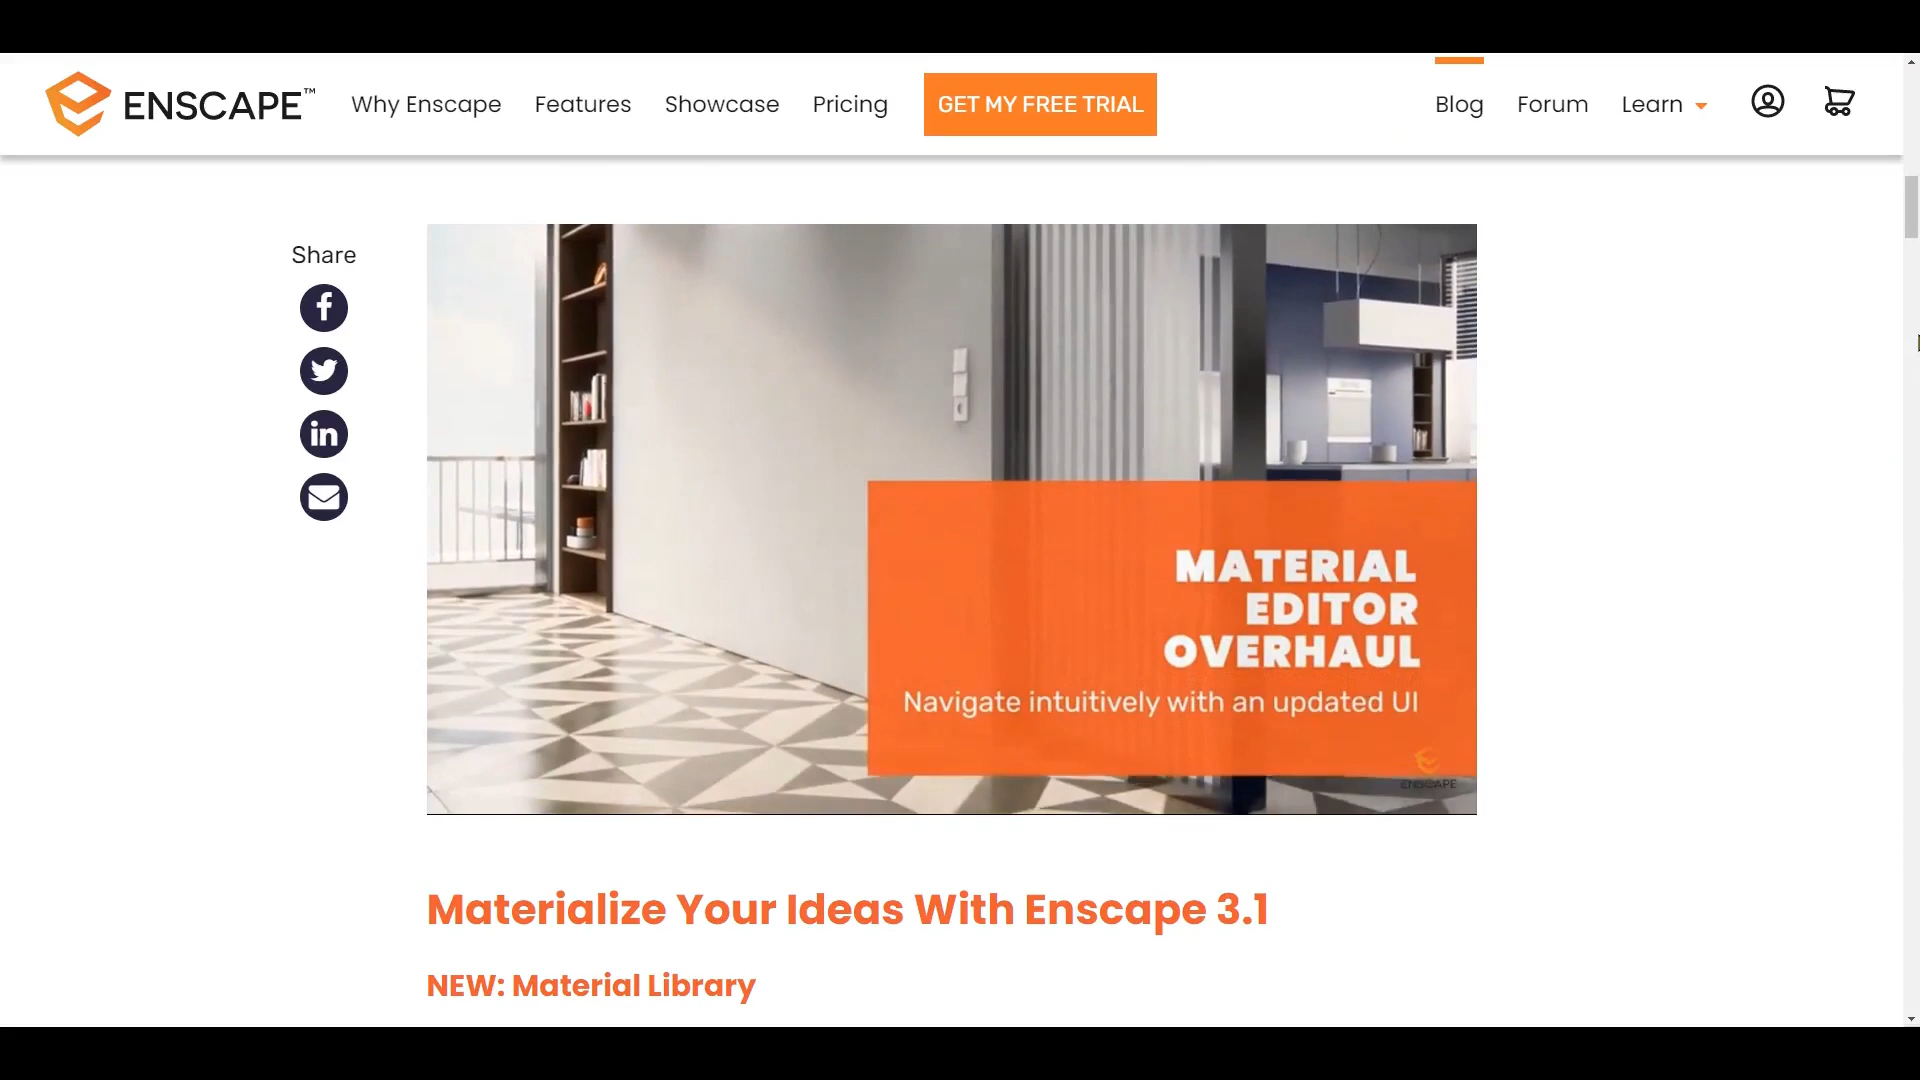 ENSCAPE™
Why Enscape
Features
Showcase
Pricing
GET MY FREE TRIAL
Blog
Forum
Learn
Share
MATERIAL
EDITOR
OVERHAUL
Navigate intuitively with an updated UI
ENSCAPE
Materialize Your Ideas With Enscape 3.1
NEW: Material Library